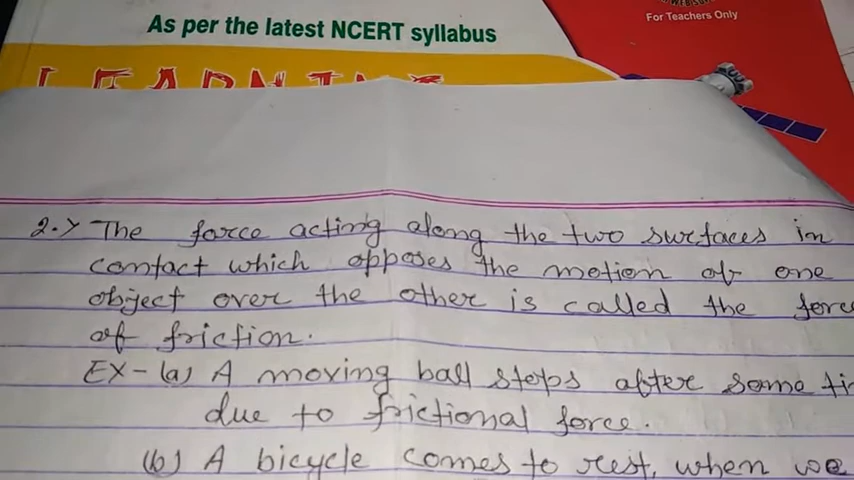 As per the latest NCERT syllabus
For Teachers Only
LEARNING
2.> The force acting along the two surfaces in
contact which opposes the motion of one
object over the other is called the force
of friction.
EX- (a) A moving ball stops after some ti
due to frictional force.
(b) A bicycle comes to rest, when we